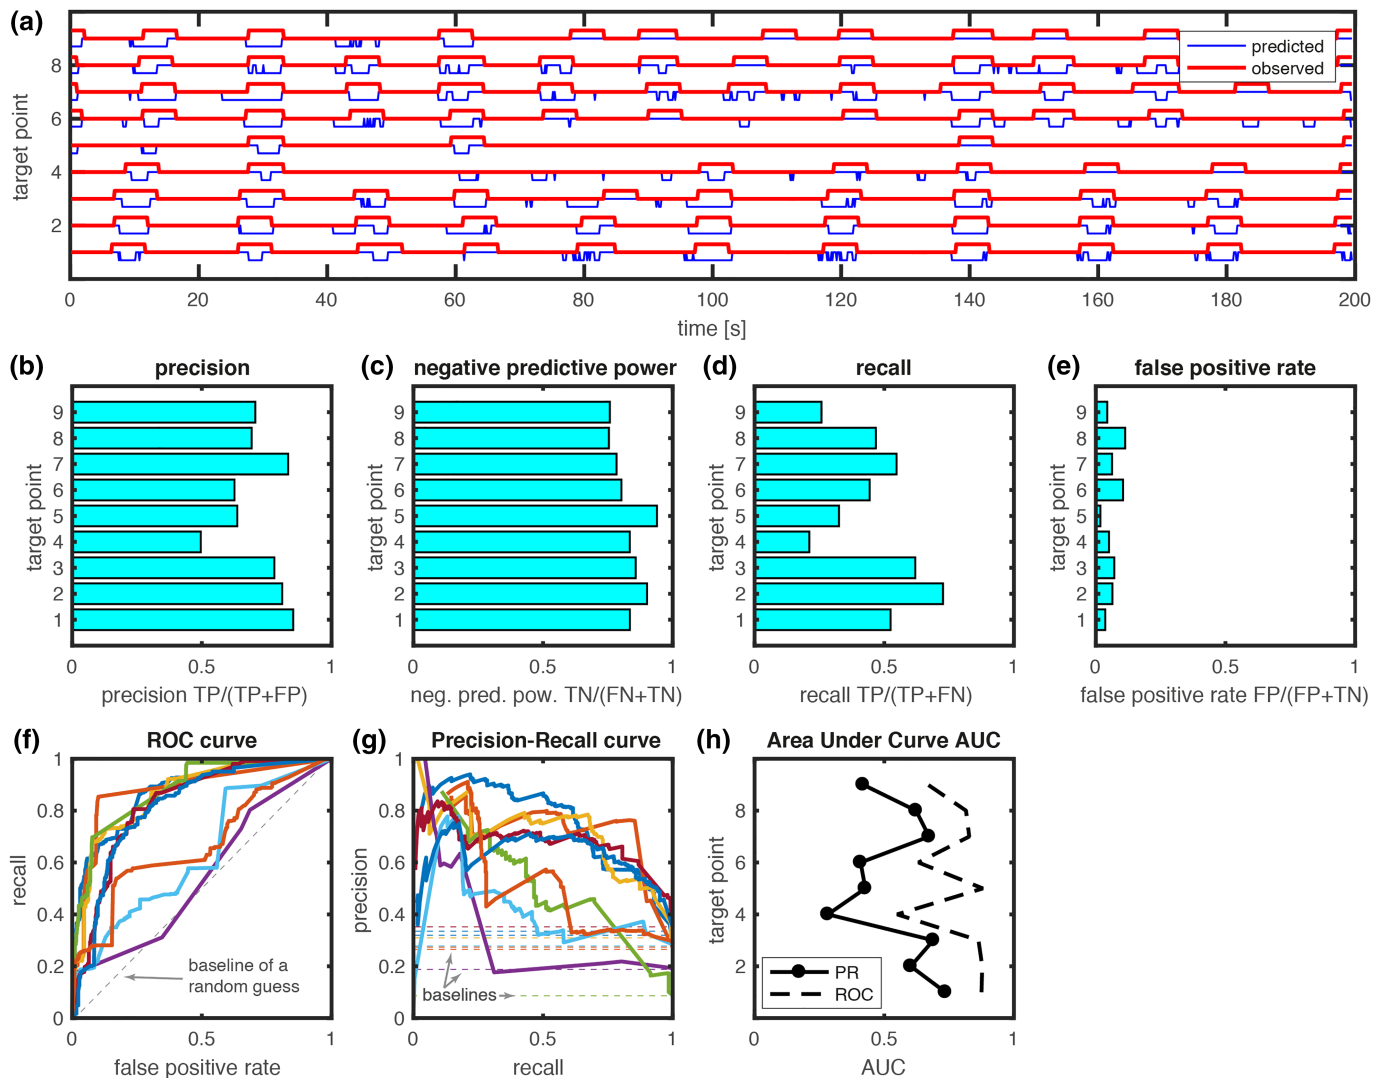 (a)
target point
8
6
4
2
predicted
observed
0 20 40 60 80 100 120 140 160 180 200
time [s]
(b) precision
target point
9
8
7
6
5
4
3
2
1
0 0.5 1
precision TP/(TP+FP)
(c) negative predictive power
target point
9
8
7
6
5
4
3
2
1
0 0.5 1
neg. pred. pow. TN/(FN+TN)
(d) recall
target point
9
8
7
6
5
4
3
2
1
0 0.5 1
recall TP/(TP+FN)
(e) false positive rate
target point
9
8
7
6
5
4
3
2
1
0 0.5 1
false positive rate FP/(FP+TN)
(f) ROC curve
recall
1
0.8
0.6
0.4
0.2
0
baseline of a
random guess
0 0.5 1
false positive rate
(g) Precision-Recall curve
precision
1
0.8
0.6
0.4
0.2
0
baselines
0 0.5 1
recall
(h) Area Under Curve AUC
target point
8
6
4
2
PR
ROC
0 0.5 1
AUC